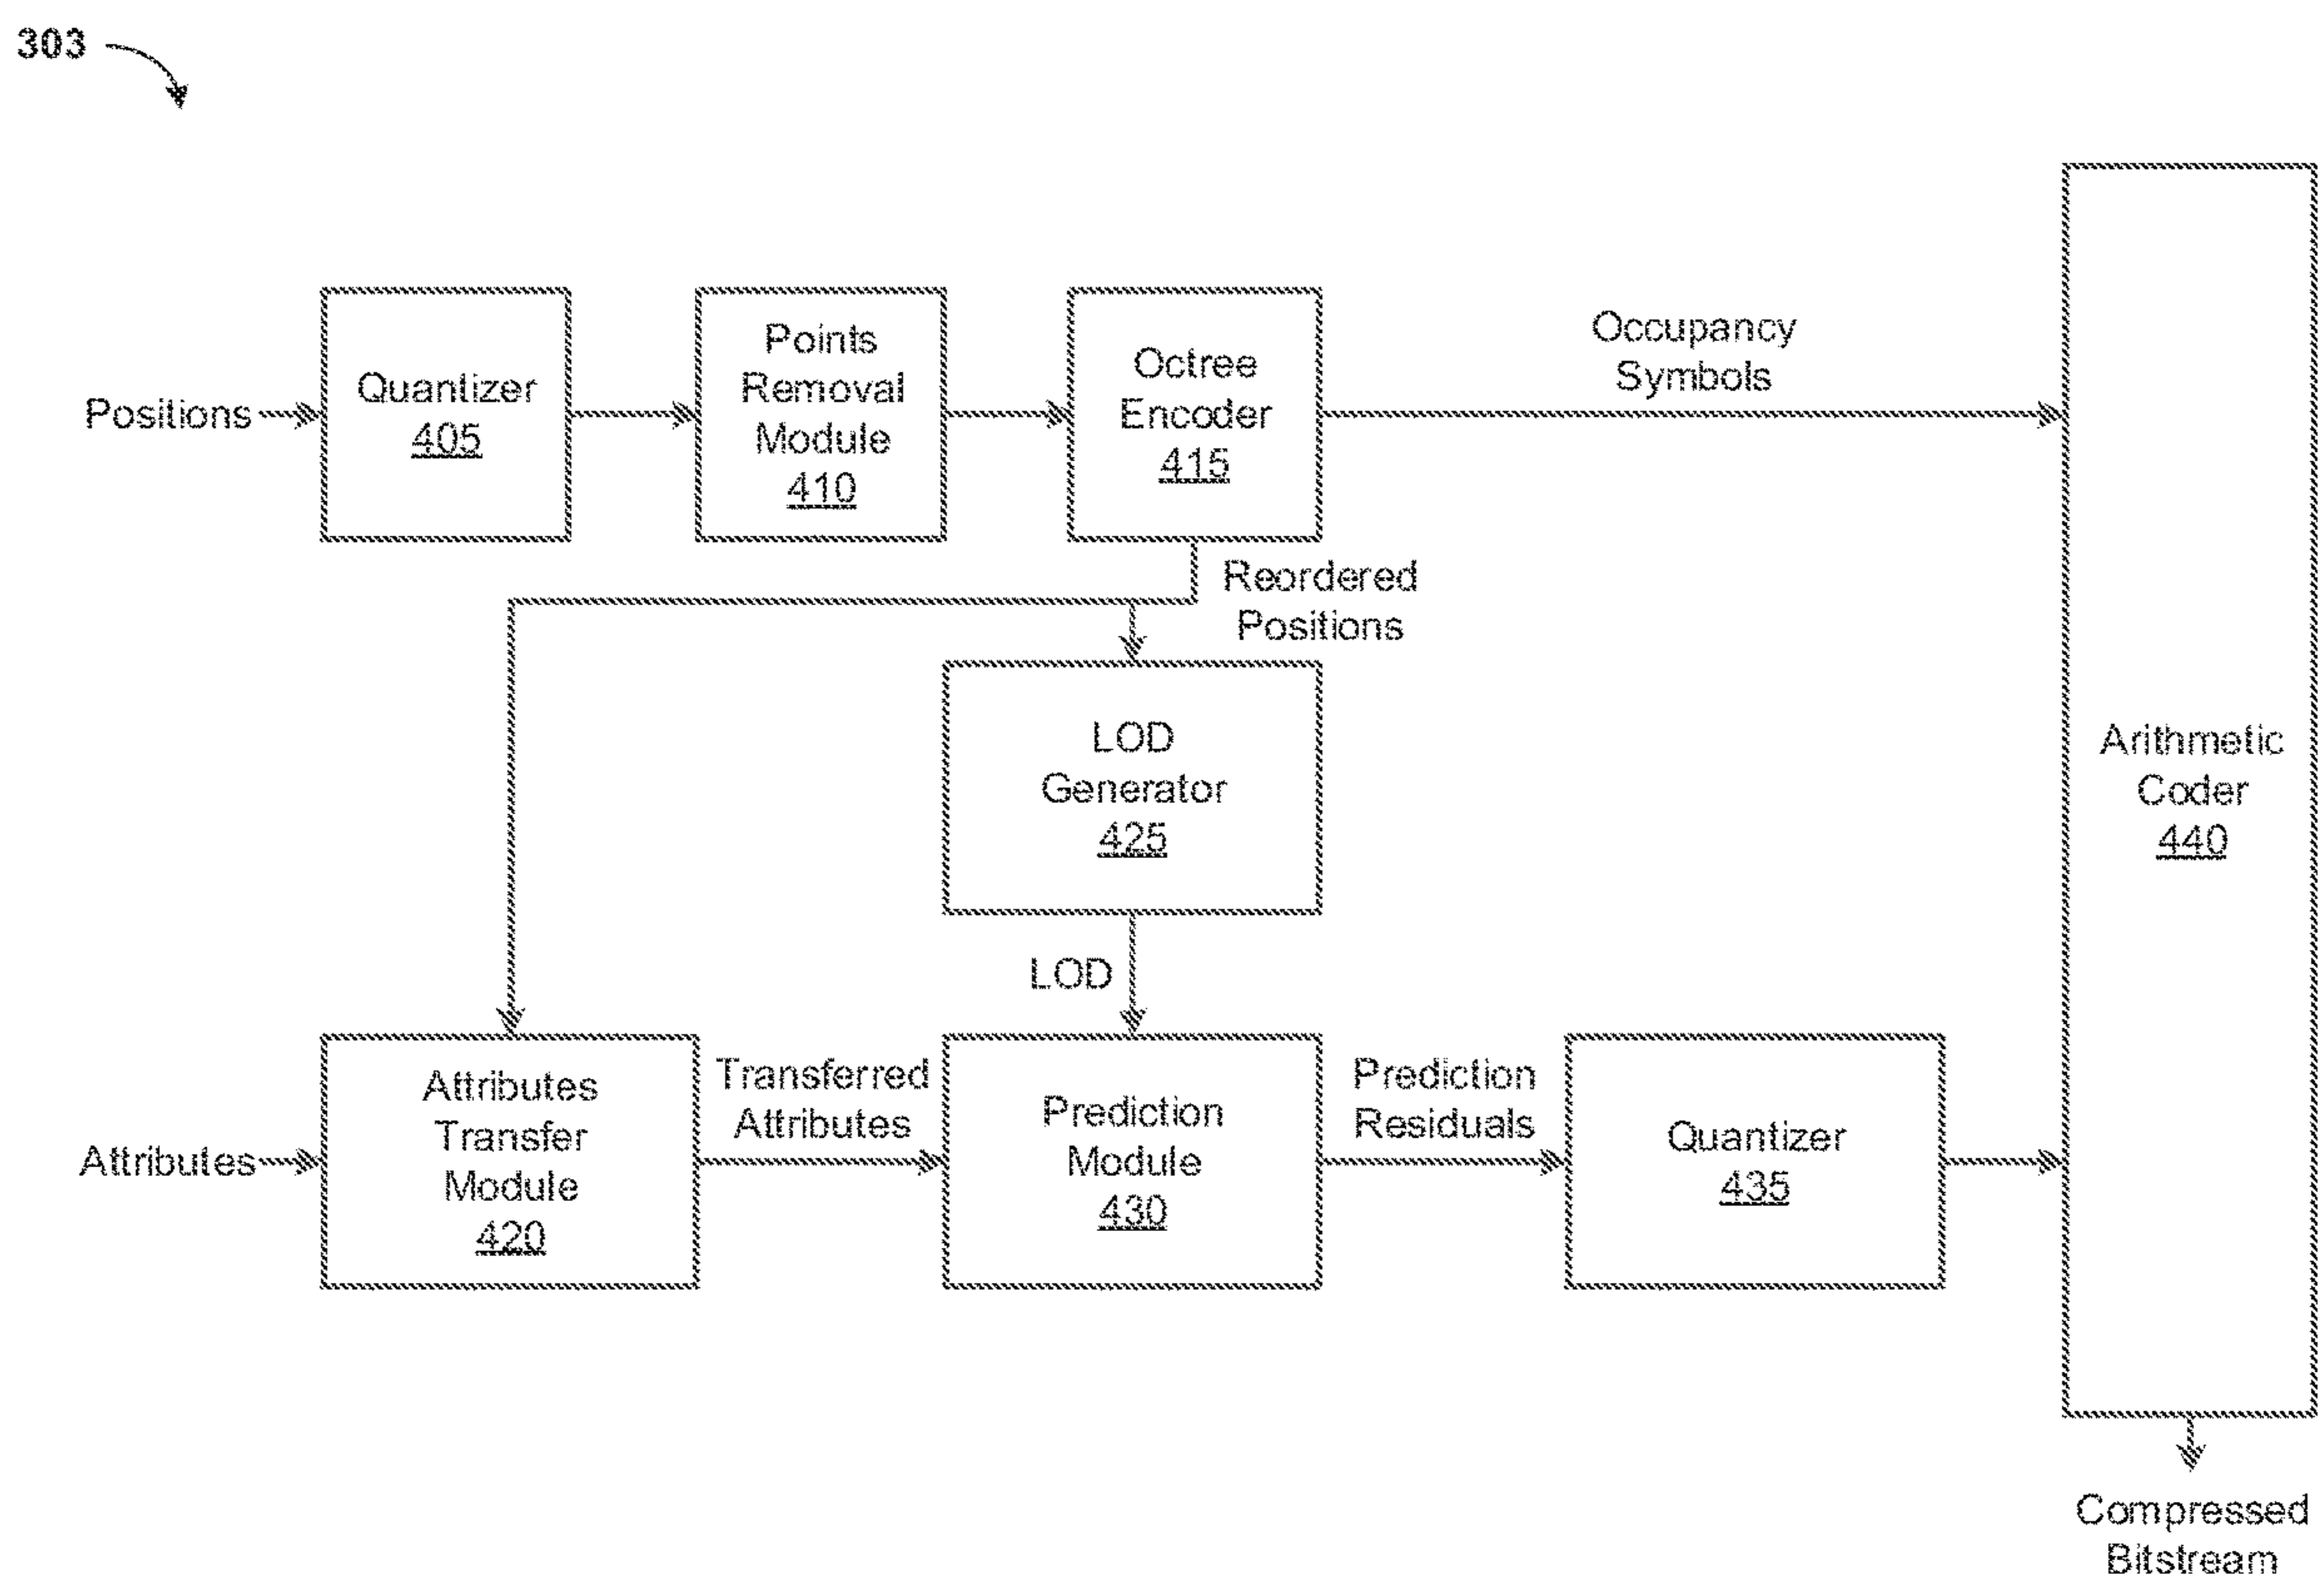 303
Positions
Quantizer
405
Points
Removal
Module
410
Octree
Encoder
415
Occupancy
Symbols
Reordered
Positions
LOD
Generator
425
LOD
Arithmetic
Coder
440
Attributes
Attributes
Transfer
Module
420
Transferred
Attributes
Prediction
Module
430
Prediction
Residuals
Quantizer
435
Compressed
Bitstream